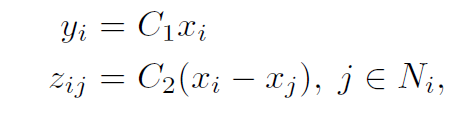 y_i = C_1 x_i
z_{ij} = C_2(x_i − x_j), j ∈ N_i,